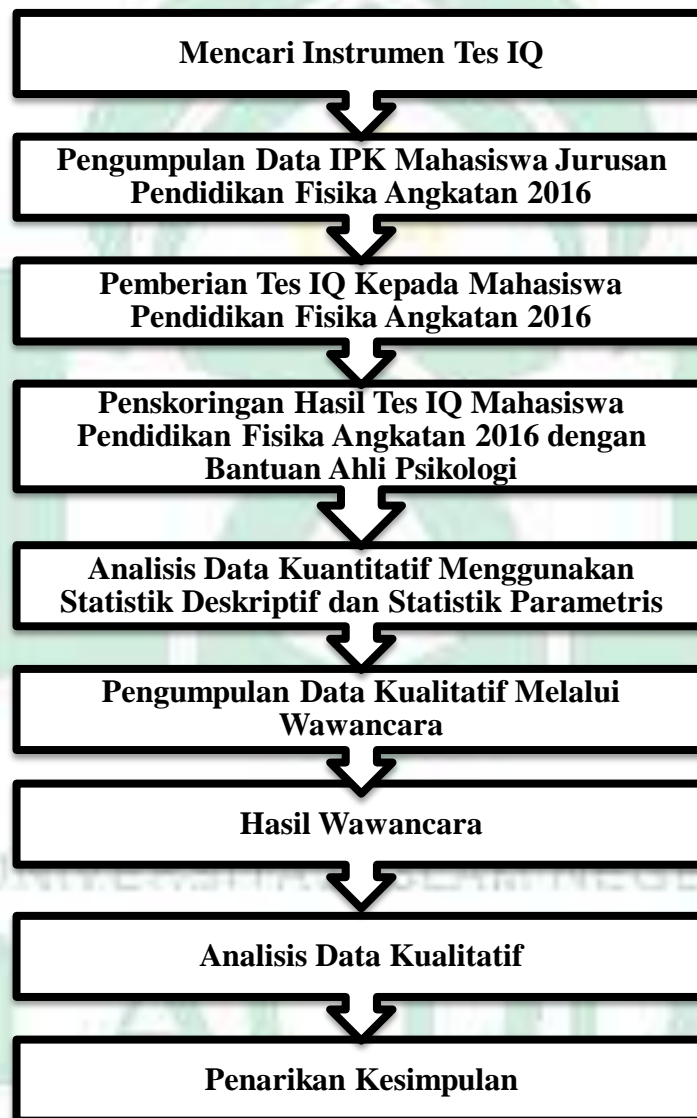 Mencari Instrumen Tes IQ
Pengumpulan Data IPK Mahasiswa Jurusan
Pendidikan Fisika Angkatan 2016
Pemberian Tes IQ Kepada Mahasiswa
Pendidikan Fisika Angkatan 2016
Penskoringan Hasil Tes IQ Mahasiswa
Pendidikan Fisika Angkatan 2016 dengan
Bantuan Ahli Psikologi
Analisis Data Kuantitatif Menggunakan
Statistik Deskriptif dan Statistik Parametris
Pengumpulan Data Kualitatif Melalui
Wawancara
Hasil Wawancara
Analisis Data Kualitatif
Penarikan Kesimpulan